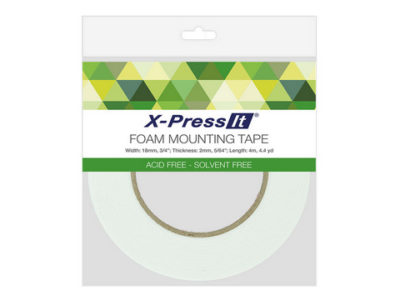 X-Press It®
FOAM MOUNTING TAPE
Width: 18mm, 3/4"; Thickness: 2mm, 5/64"; Length: 4m, 4.4 yd
ACID FREE - SOLVENT FREE